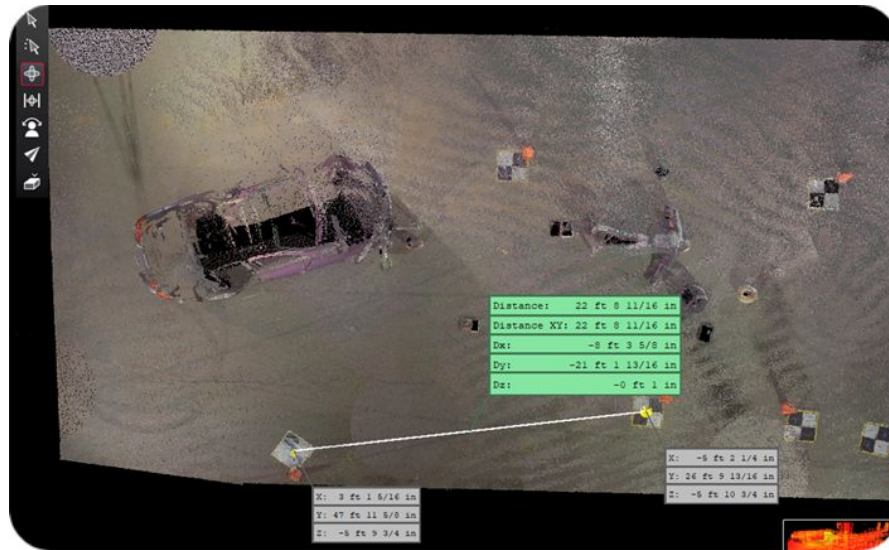 Distance: 22 ft 8 11/16 in
Distance XY: 22 ft 8 11/16 in
Dx: -8 ft 3 5/8 in
Dy: -21 ft 1 13/16 in
Dz: -0 ft 1 in
X: -5 ft 2 1/4 in
Y: 26 ft 9 13/16 in
Z: -5 ft 10 3/4 in
X: 3 ft 1 5/16 in
Y: 47 ft 11 5/8 in
Z: -5 ft 9 3/4 in